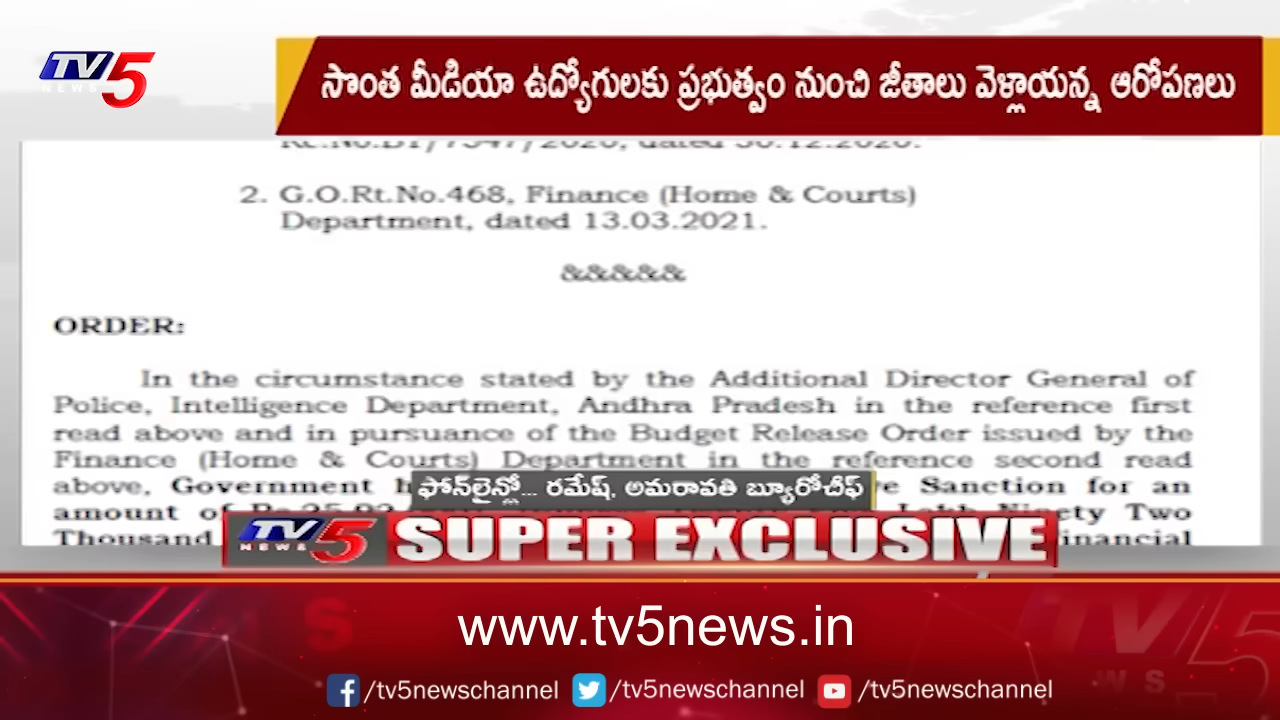 TV5
NEWS
సొంత మీడియా ఉద్యోగులకు ప్రభుత్వం నుంచి జీతాలు వెళ్లాయన్న ఆరోపణలు
2. G.O.Rt.No.468, Finance (Home & Courts)
Department, dated 13.03.2021.
&&&&&
ORDER:
In the circumstance stated by the Additional Director General of
Police, Intelligence Department, Andhra Pradesh in the reference first
read above and in pursuance of the Budget Release Order issued by the
Finance (Home & Courts) Department in the reference second read
above, Government
Sanction for an
amount of
Ninety Two
Thousand
ఫోన్‌లైన్లో... రమేష్, అమరావతి బ్యూరోచీఫ్
TV5 NEWS SUPER EXCLUSIVE
www.tv5news.in
/tv5newschannel /tv5newschannel /tv5newschannel